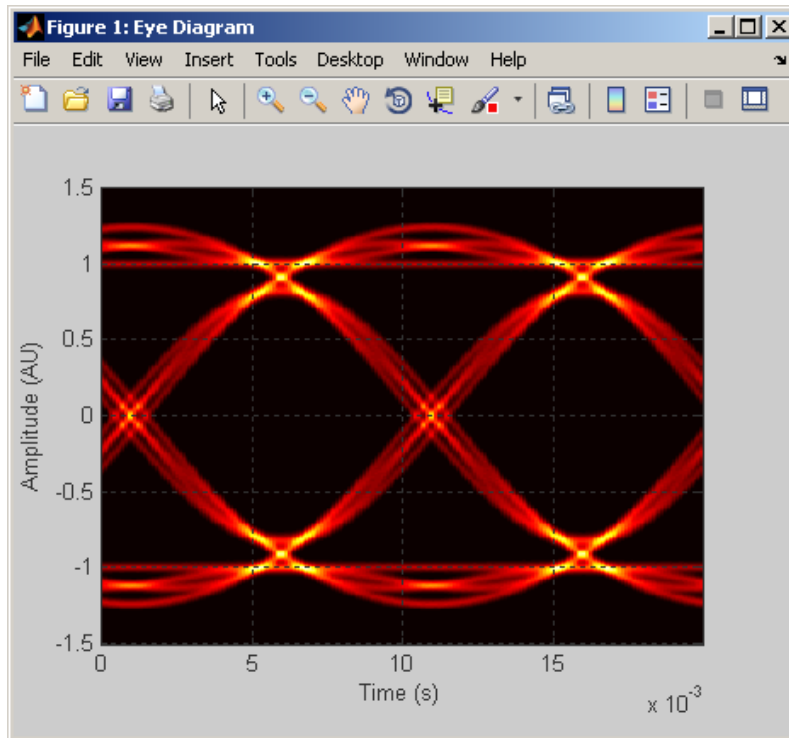 Figure 1: Eye Diagram
File Edit View Insert Tools Desktop Window Help
1.5
1
0.5
0
-0.5
-1
-1.5
Amplitude (AU)
0 5 10 15
Time (s)
x 10^-3